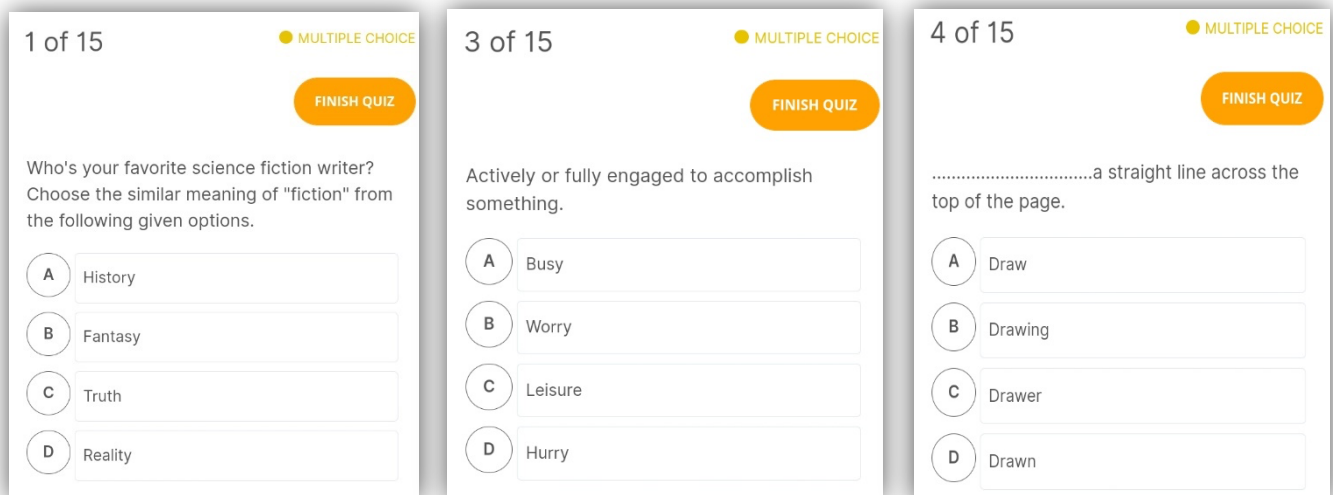 1 of 15
MULTIPLE CHOICE
FINISH QUIZ
Who's your favorite science fiction writer?
Choose the similar meaning of "fiction" from
the following given options.
A History
B Fantasy
C Truth
D Reality
3 of 15
MULTIPLE CHOICE
FINISH QUIZ
Actively or fully engaged to accomplish
something.
A Busy
B Worry
C Leisure
D Hurry
4 of 15
MULTIPLE CHOICE
FINISH QUIZ
.................................a straight line across the
top of the page.
A Draw
B Drawing
C Drawer
D Drawn